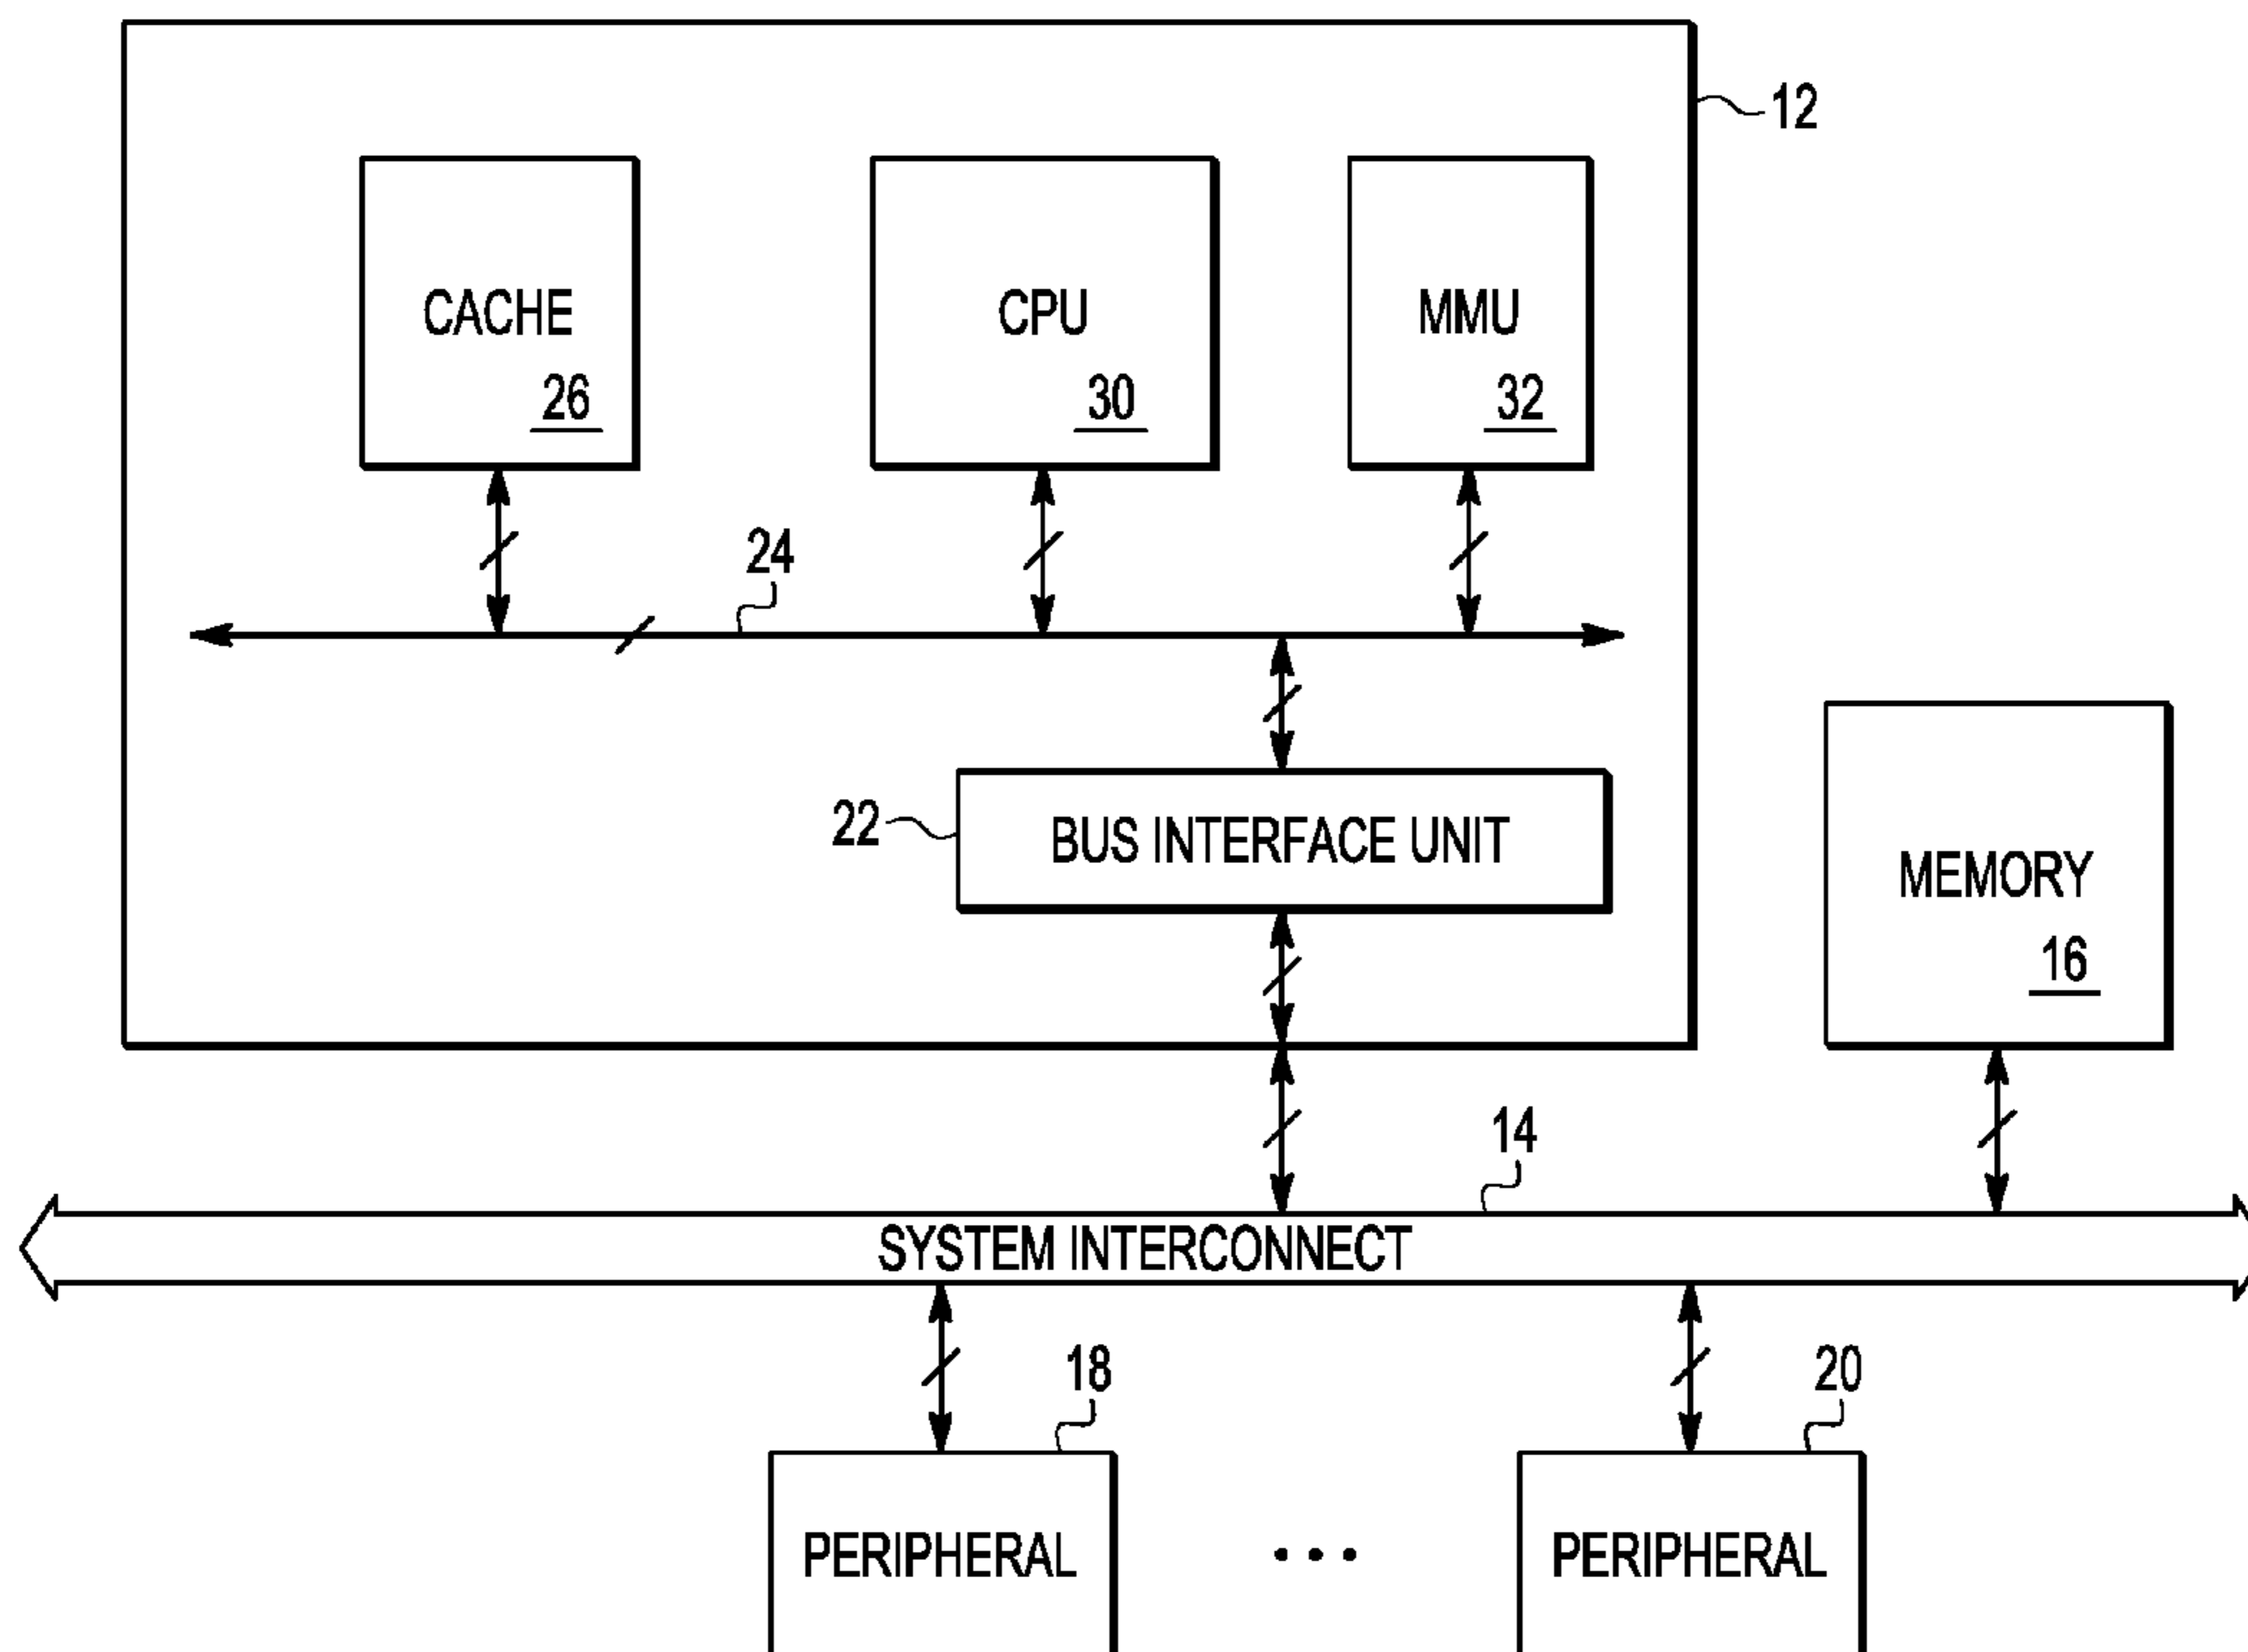 12
CACHE
26
CPU
30
MMU
32
24
22
BUS INTERFACE UNIT
MEMORY
16
14
SYSTEM INTERCONNECT
18
20
PERIPHERAL
• • •
PERIPHERAL